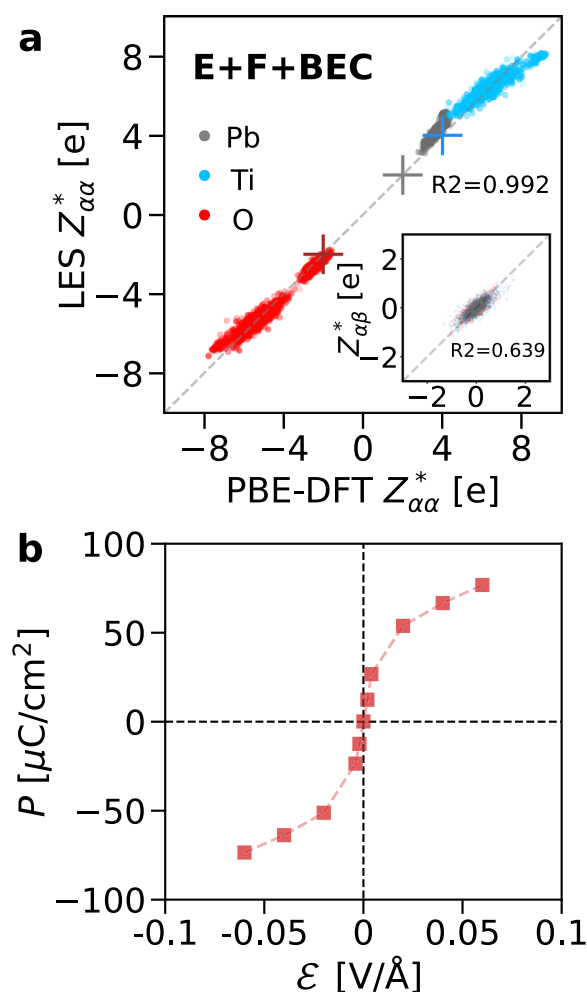 a
E+F+BEC
Pb
Ti
O
R2=0.992
LES Z*αα [e]
8
4
0
−4
−8
−8 −4 0 4 8
PBE-DFT Z*αα [e]
Z*αβ [e]
2
0
−2
R2=0.639
−2 0 2
b
P [μC/cm²]
100
50
0
−50
−100
-0.1 -0.05 0 0.05 0.1
ℰ [V/Å]